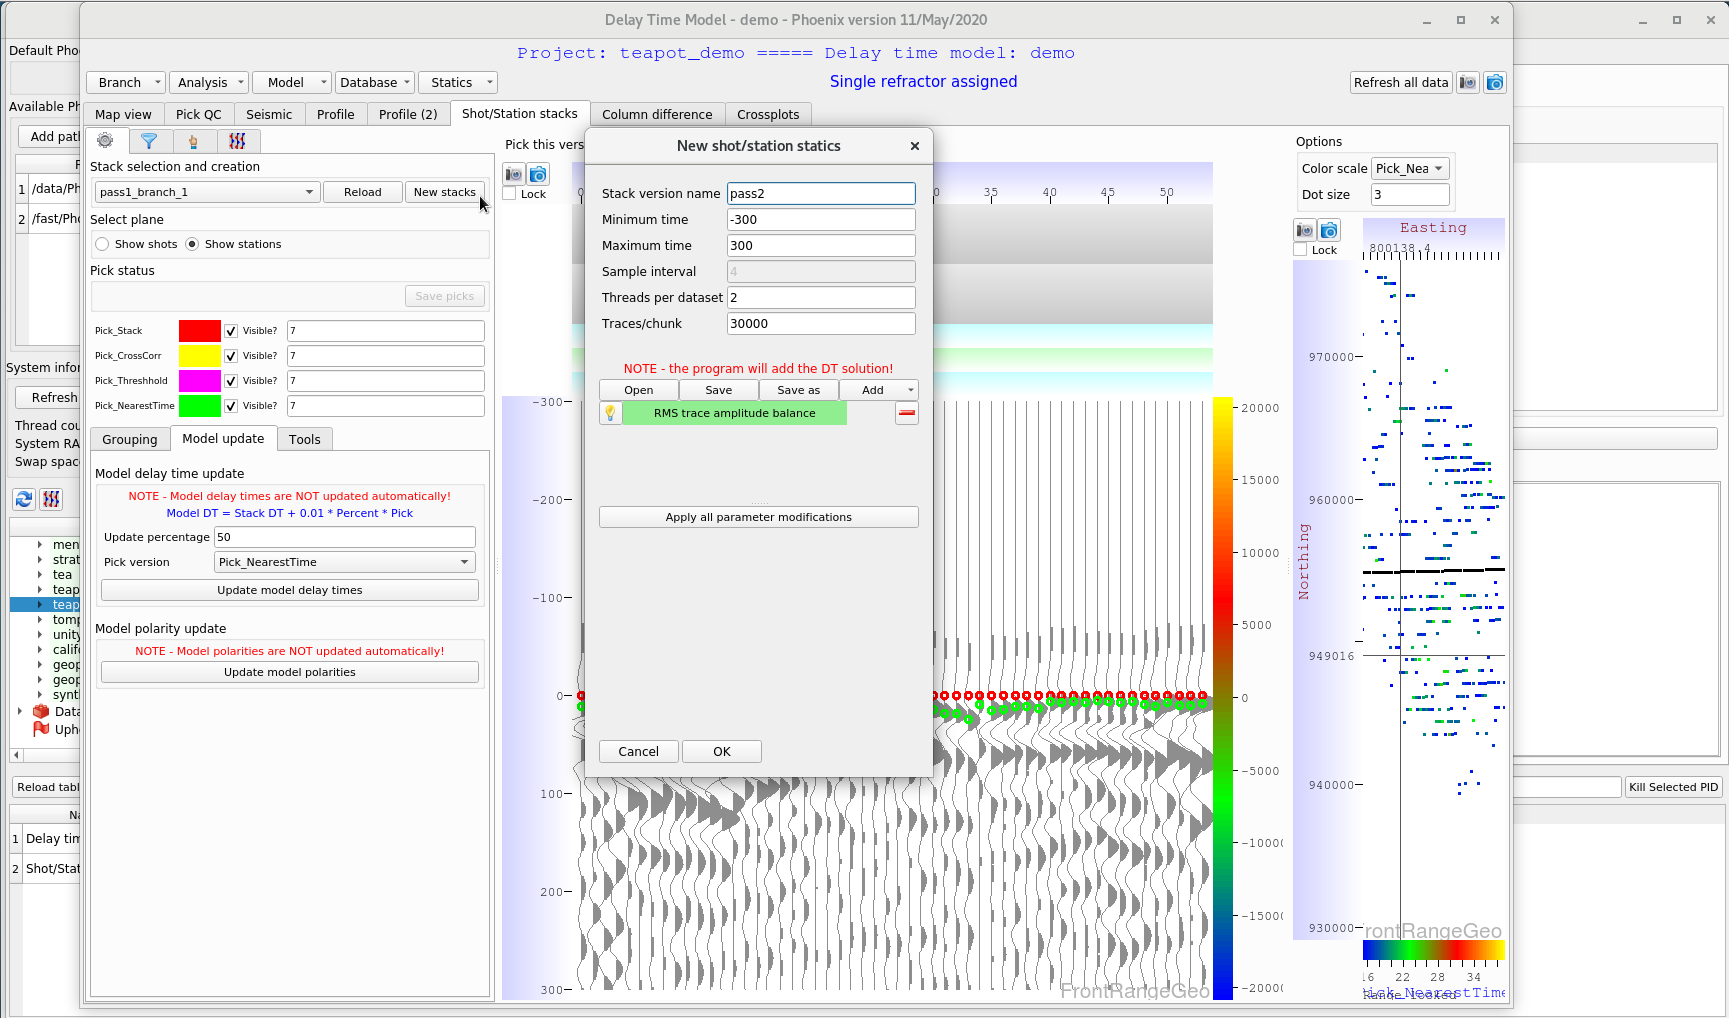 Delay Time Model - demo - Phoenix version 11/May/2020
Project: teapot_demo ===== Delay time model: demo
Branch Analysis Model Database Statics
Single refractor assigned
Refresh all data
Map view Pick QC Seismic Profile Profile (2) Shot/Station stacks Column difference Crossplots
Default Pho
Available Ph
Add pat
1 /data/Ph
2 /fast/Pho
System infor
Refresh
Thread cou
System RA
Swap spac
men
strat
tea
teap
teap
tomp
unity
califo
geop
geop
synt
Data
Upho
Reload tabl
Na
1 Delay tim
2 Shot/Stat
Kill Selected PID
Stack selection and creation
pass1_branch_1 Reload New stacks
Select plane
Show shots Show stations
Pick status
Save picks
Pick_Stack Visible? 7
Pick_CrossCorr Visible? 7
Pick_Threshhold Visible? 7
Pick_NearestTime Visible? 7
Grouping Model update Tools
Model delay time update
NOTE - Model delay times are NOT updated automatically!
Model DT = Stack DT + 0.01 * Percent * Pick
Update percentage 50
Pick version Pick_NearestTime
Update model delay times
Model polarity update
NOTE - Model polarities are NOT updated automatically!
Update model polarities
Pick this vers
Lock
0 35 40 45 50
-300
-200
-100
0
100
200
300
FrontRangeGeo
New shot/station statics
Stack version name pass2
Minimum time -300
Maximum time 300
Sample interval 4
Threads per dataset 2
Traces/chunk 30000
NOTE - the program will add the DT solution!
Open Save Save as Add
RMS trace amplitude balance
Apply all parameter modifications
Cancel OK
20000
15000
10000
5000
0
-5000
-10000
-15000
-20000
Options
Color scale Pick_Nea
Dot size 3
Easting
Lock
800138.4
Northing
970000
960000
949016
940000
930000
rontRangeGeo
16 22 28 34
ick_NearestTime